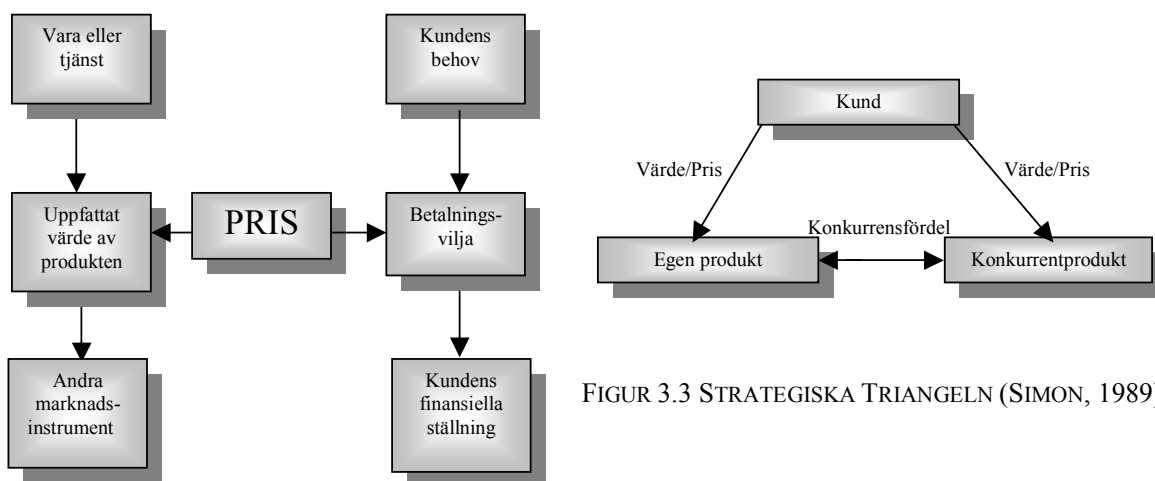 Vara eller
tjänst
Kundens
behov
Uppfattat
värde av
produkten
PRIS
Betalnings-
vilja
Andra
marknads-
instrument
Kundens
finansiella
ställning
Kund
Värde/Pris
Värde/Pris
Konkurrensfördel
Egen produkt
Konkurrentprodukt
FIGUR 3.3 STRATEGISKA TRIANGELN (SIMON, 1989)